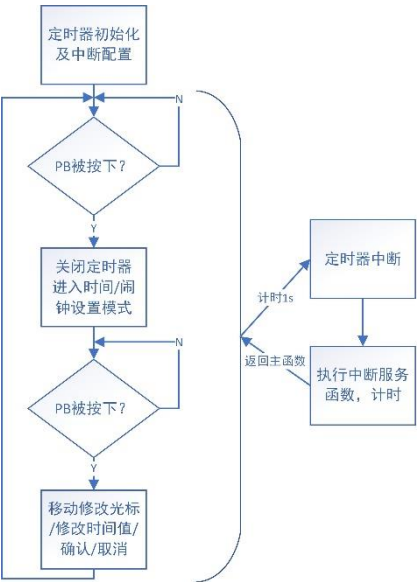 定时器初始化
及中断配置
N
PB被按下?
Y
关闭定时器
进入时间/闹
钟设置模式
N
PB被按下?
Y
移动修改光标
/修改时间值/
确认/取消
计时1s
返回主函数
定时器中断
执行中断服务
函数，计时